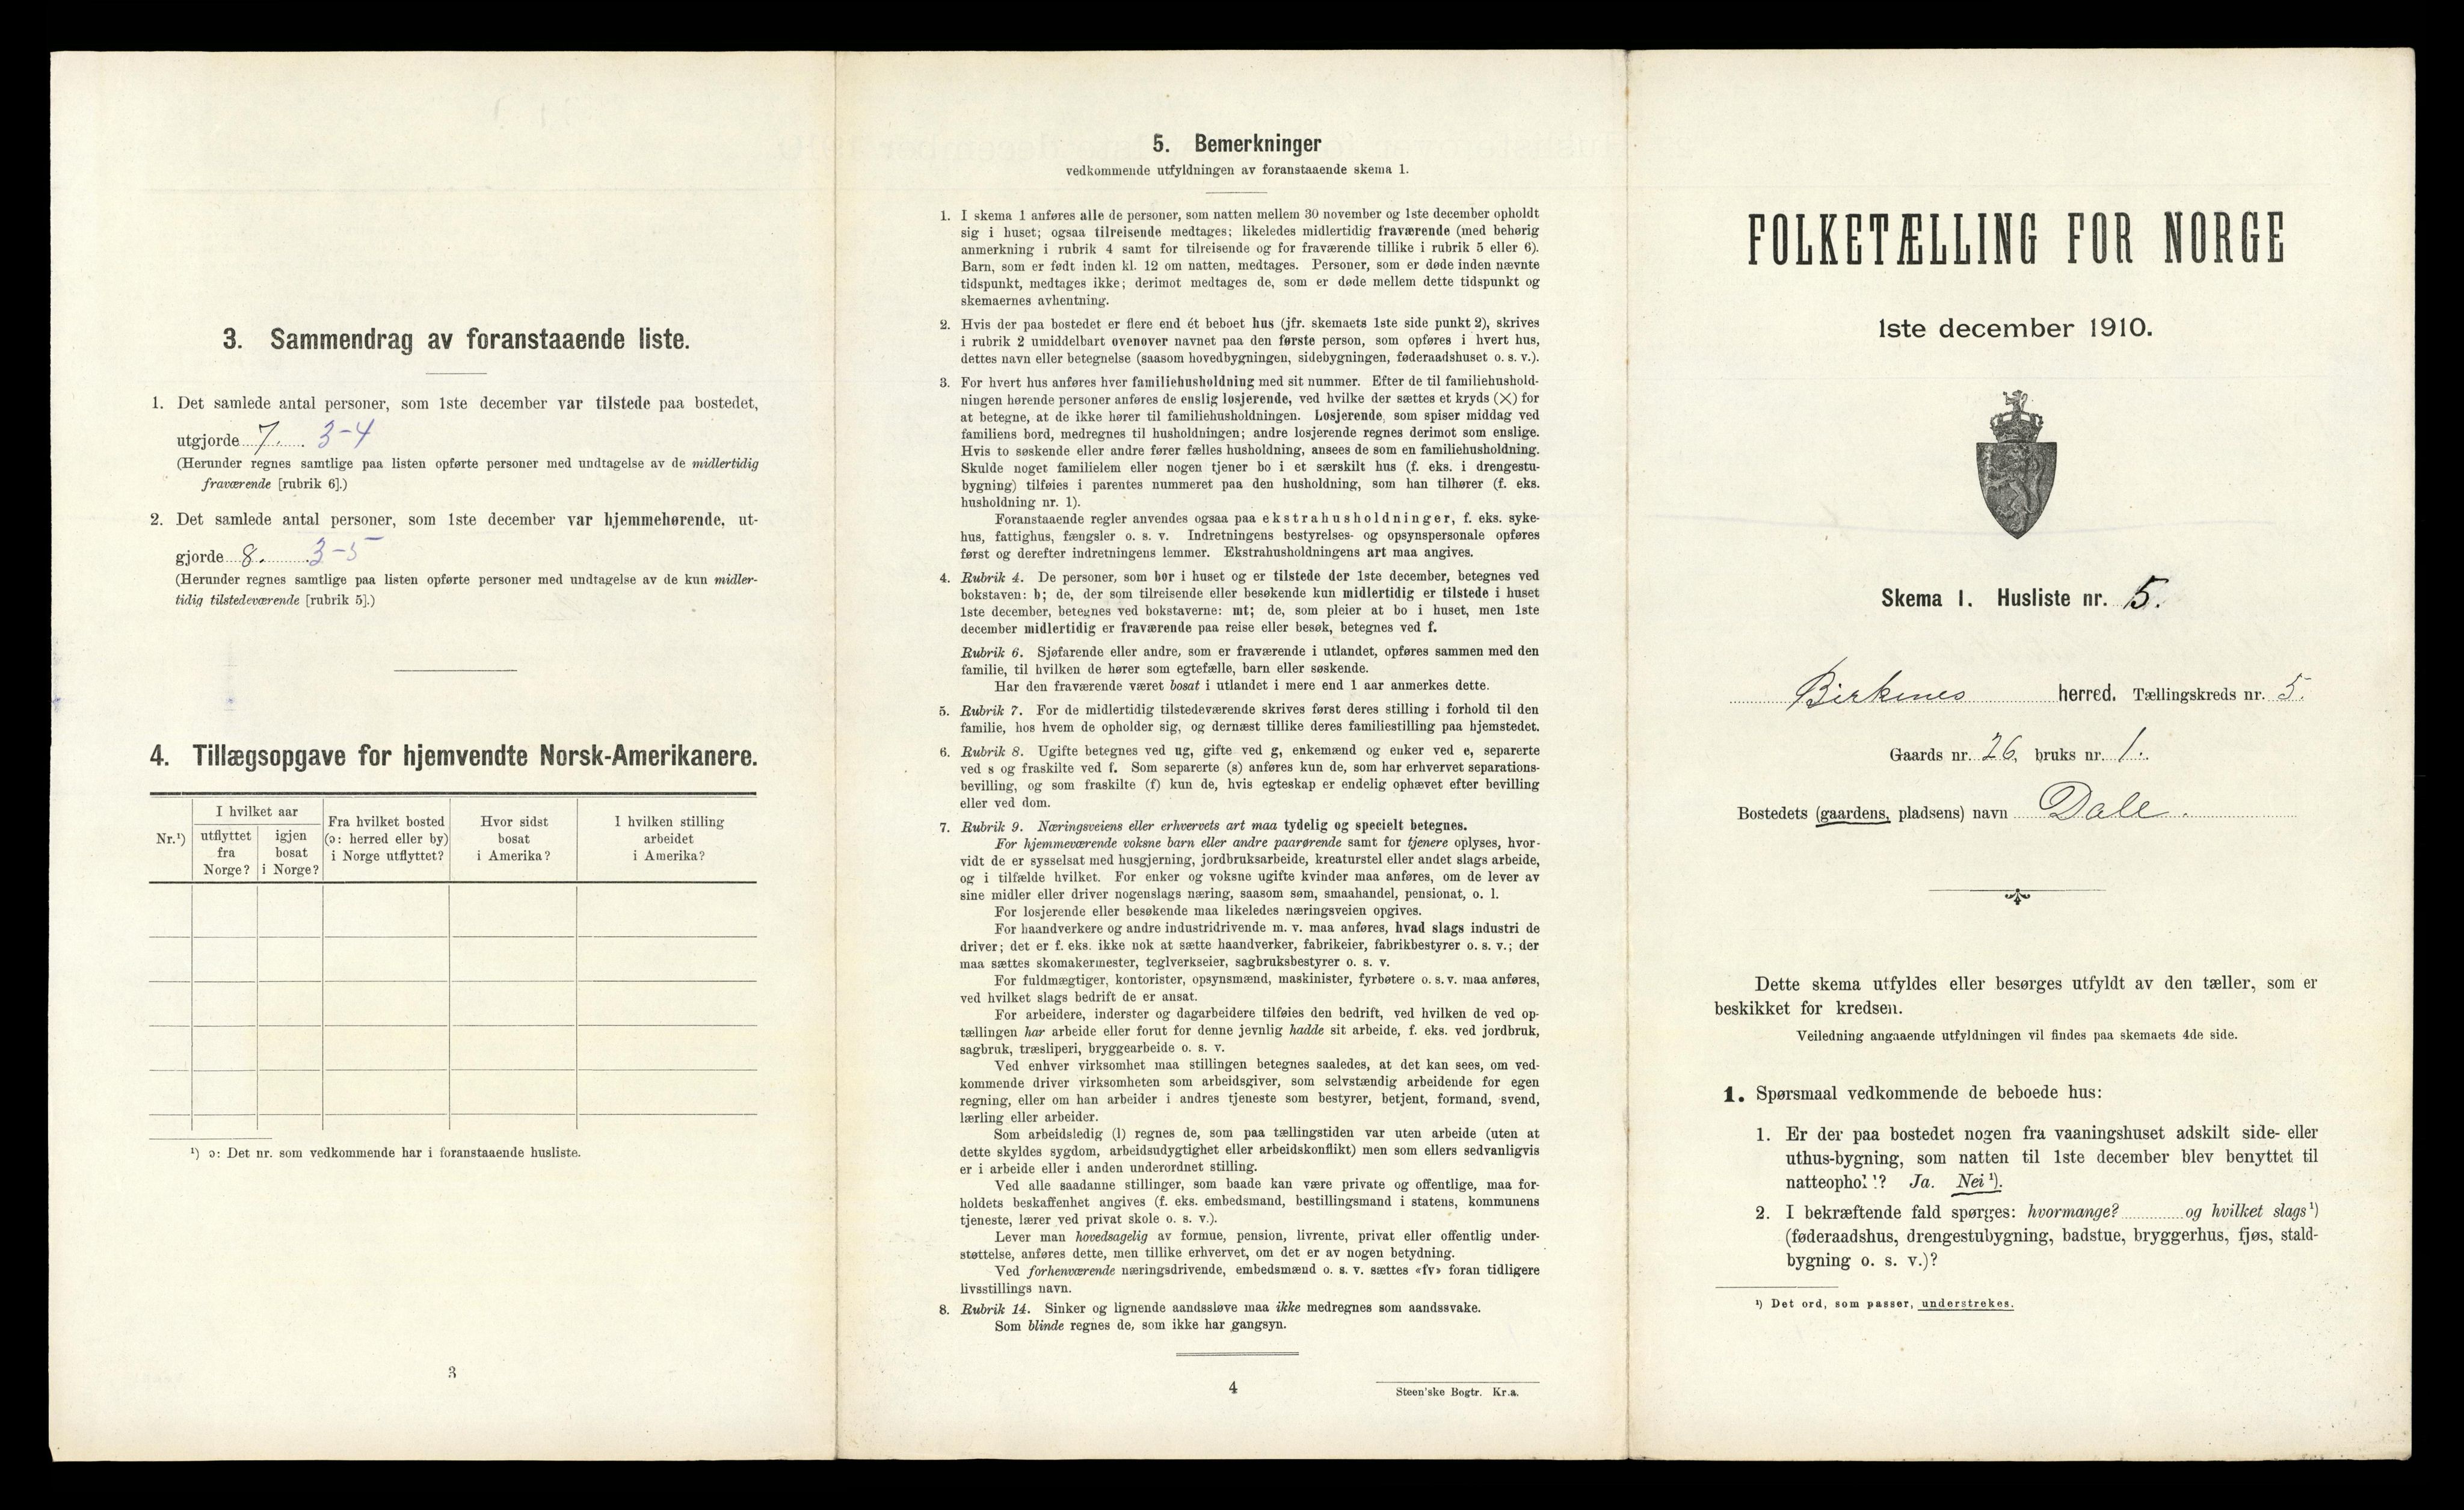 3. Sammendrag av foranstaaende liste.
1. Det samlede antal personer, som 1ste december var tilstede paa bostedet,
utgjorde 7. 3-4
(Herunder regnes samtlige paa listen opførte personer med undtagelse av de midlertidig
fraværende [rubrik 6].)
2. Det samlede antal personer, som 1ste december var hjemmehørende, ut-
gjorde 8. 3-5
(Herunder regnes samtlige paa listen opførte personer med undtagelse av de kun midler-
tidig tilstedeværende [rubrik 5].)
4. Tillægsopgave for hjemvendte Norsk-Amerikanere.
Nr.¹)
I hvilket aar
utflyttet fra Norge?
igjen bosat i Norge?
Fra hvilket bosted (ɔ: herred eller by) i Norge utflyttet?
Hvor sidst bosat i Amerika?
I hvilken stilling arbeidet i Amerika?
¹) ɔ: Det nr. som vedkommende har i foranstaaende husliste.
3
5. Bemerkninger
vedkommende utfyldningen av foranstaaende skema 1.
1. I skema 1 anføres alle de personer, som natten mellem 30 november og 1ste december opholdt
sig i huset; ogsaa tilreisende medtages; likeledes midlertidig fraværende (med behørig
anmerkning i rubrik 4 samt for tilreisende og for fraværende tillike i rubrik 5 eller 6).
Barn, som er født inden kl. 12 om natten, medtages. Personer, som er døde inden nævnte
tidspunkt, medtages ikke; derimot medtages de, som er døde mellem dette tidspunkt og
skemaernes avhentning.
2. Hvis der paa bostedet er flere end ét beboet hus (jfr. skemaets 1ste side punkt 2), skrives
i rubrik 2 umiddelbart ovenover navnet paa den første person, som opføres i hvert hus,
dettes navn eller betegnelse (saasom hovedbygningen, sidebygningen, føderaadshuset o. s. v.).
3. For hvert hus anføres hver familiehusholdning med sit nummer. Efter de til familiehushold-
ningen hørende personer anføres de enslig losjerende, ved hvilke der sættes et kryds (×) for
at betegne, at de ikke hører til familiehusholdningen. Losjerende, som spiser middag ved
familiens bord, medregnes til husholdningen; andre losjerende regnes derimot som enslige.
Hvis to søskende eller andre fører fælles husholdning, ansees de som en familiehusholdning.
Skulde noget familielem eller nogen tjener bo i et særskilt hus (f. eks. i drengestu-
bygning) tilføies i parentes nummeret paa den husholdning, som han tilhører (f. eks.
husholdning nr. 1).
Foranstaaende regler anvendes ogsaa paa ekstrahusholdninger, f. eks. syke-
hus, fattighus, fængsler o. s. v. Indretningens bestyrelses- og opsynspersonale opføres
først og derefter indretningens lemmer. Ekstrahusholdningens art maa angives.
4. Rubrik 4. De personer, som bor i huset og er tilstede der 1ste december, betegnes ved
bokstaven: b; de, der som tilreisende eller besøkende kun midlertidig er tilstede i huset
1ste december, betegnes ved bokstaverne: mt; de, som pleier at bo i huset, men 1ste
december midlertidig er fraværende paa reise eller besøk, betegnes ved f.
Rubrik 6. Sjøfarende eller andre, som er fraværende i utlandet, opføres sammen med den
familie, til hvilken de hører som egtefælle, barn eller søskende.
Har den fraværende været bosat i utlandet i mere end 1 aar anmerkes dette.
5. Rubrik 7. For de midlertidig tilstedeværende skrives først deres stilling i forhold til den
familie, hos hvem de opholder sig, og dernæst tillike deres familiestilling paa hjemstedet.
6. Rubrik 8. Ugifte betegnes ved ug, gifte ved g, enkemænd og enker ved e, separerte
ved s og fraskilte ved f. Som separerte (s) anføres kun de, som har erhvervet separations-
bevilling, og som fraskilte (f) kun de, hvis egteskap er endelig ophævet efter bevilling
eller ved dom.
7. Rubrik 9. Næringsveiens eller erhvervets art maa tydelig og specielt betegnes.
For hjemmeværende voksne barn eller andre paarørende samt for tjenere oplyses, hvor-
vidt de er sysselsat med husgjerning, jordbruksarbeide, kreaturstel eller andet slags arbeide,
og i tilfælde hvilket. For enker og voksne ugifte kvinder maa anføres, om de lever av
sine midler eller driver nogenslags næring, saasom søm, smaahandel, pensionat, o. l.
For losjerende eller besøkende maa likeledes næringsveien opgives.
For haandverkere og andre industridrivende m. v. maa anføres, hvad slags industri de
driver; det er f. eks. ikke nok at sætte haandverker, fabrikeier, fabrikbestyrer o. s. v.; der
maa sættes skomakermester, teglverkseier, sagbruksbestyrer o. s. v.
For fuldmægtiger, kontorister, opsynsmænd, maskinister, fyrbøtere o. s. v. maa anføres,
ved hvilket slags bedrift de er ansat.
For arbeidere, inderster og dagarbeidere tilføies den bedrift, ved hvilken de ved op-
tællingen har arbeide eller forut for denne jevnlig hadde sit arbeide, f. eks. ved jordbruk,
sagbruk, træsliperi, bryggearbeide o. s. v.
Ved enhver virksomhet maa stillingen betegnes saaledes, at det kan sees, om ved-
kommende driver virksomheten som arbeidsgiver, som selvstændig arbeidende for egen
regning, eller om han arbeider i andres tjeneste som bestyrer, betjent, formand, svend,
lærling eller arbeider.
Som arbeidsledig (l) regnes de, som paa tællingstiden var uten arbeide (uten at
dette skyldes sygdom, arbeidsudygtighet eller arbeidskonflikt) men som ellers sedvanligvis
er i arbeide eller i anden underordnet stilling.
Ved alle saadanne stillinger, som baade kan være private og offentlige, maa for-
holdets beskaffenhet angives (f. eks. embedsmand, bestillingsmand i statens, kommunens
tjeneste, lærer ved privat skole o. s. v.).
Lever man hovedsagelig av formue, pension, livrente, privat eller offentlig under-
støttelse, anføres dette, men tillike erhvervet, om det er av nogen betydning.
Ved forhenværende næringsdrivende, embedsmænd o. s. v. sættes «fv» foran tidligere
livsstillings navn.
8. Rubrik 14. Sinker og lignende aandssløve maa ikke medregnes som aandssvake.
Som blinde regnes de, som ikke har gangsyn.
4
Steen'ske Bogtr. Kr.a.
FOLKETÆLLING FOR NORGE
1ste december 1910.
Skema 1. Husliste nr. 5.
Birkenes herred. Tællingskreds nr. 5.
Gaards nr. 26, bruks nr. 1.
Bostedets (gaardens, pladsens) navn Dale.
Dette skema utfyldes eller besørges utfyldt av den tæller, som er
beskikket for kredsen.
Veiledning angaaende utfyldningen vil findes paa skemaets 4de side.
1. Spørsmaal vedkommende de beboede hus:
1. Er der paa bostedet nogen fra vaaningshuset adskilt side- eller
uthus-bygning, som natten til 1ste december blev benyttet til
natteophold? Ja. Nei ¹).
2. I bekræftende fald spørges: hvormange? og hvilket slags ¹)
(føderaadshus, drengestubygning, badstue, bryggerhus, fjøs, stald-
bygning o. s. v.)?
¹) Det ord, som passer, understrekes.